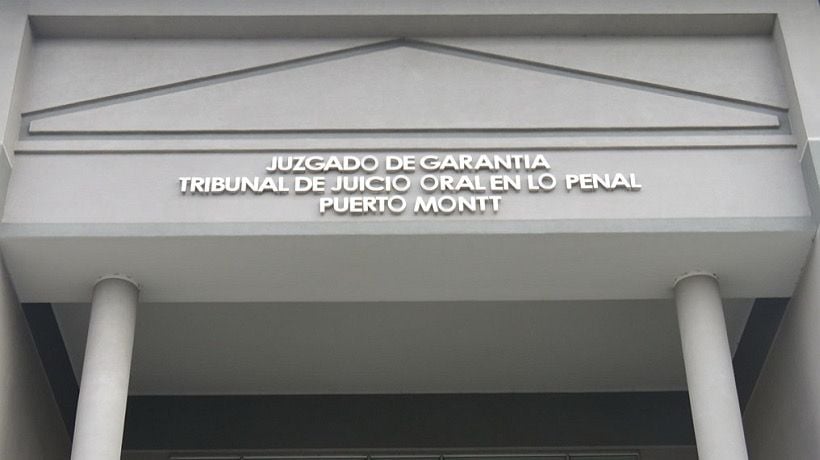 JUZGADO DE GARANTIA
TRIBUNAL DE JUICIO ORAL EN LO PENAL
PUERTO MONTT